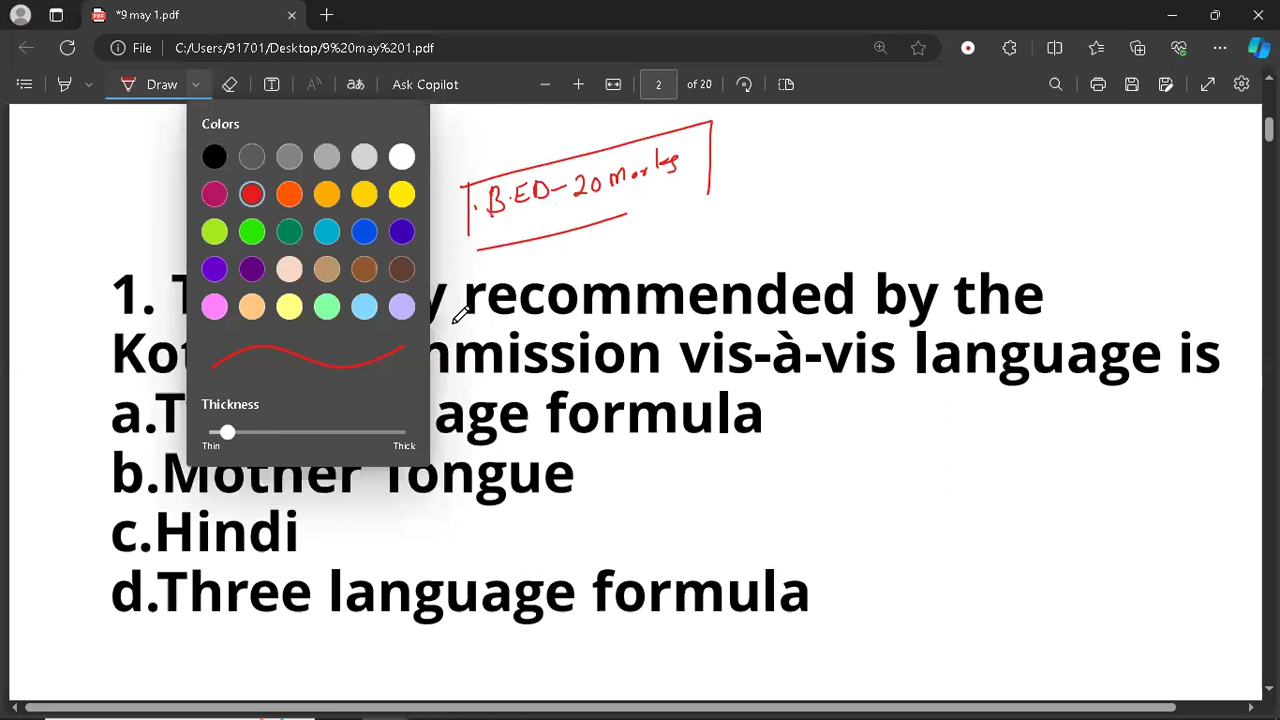 *9 may 1.pdf
File C:/Users/91701/Desktop/9%20may%201.pdf
Draw Ask Copilot 2 of 20
Colors
B.ED-20 Marks
1. T y recommended by the
Kot mmission vis-à-vis language is
a.T age formula
Thickness
Thin Thick
b.Mother Tongue
c.Hindi
d.Three language formula